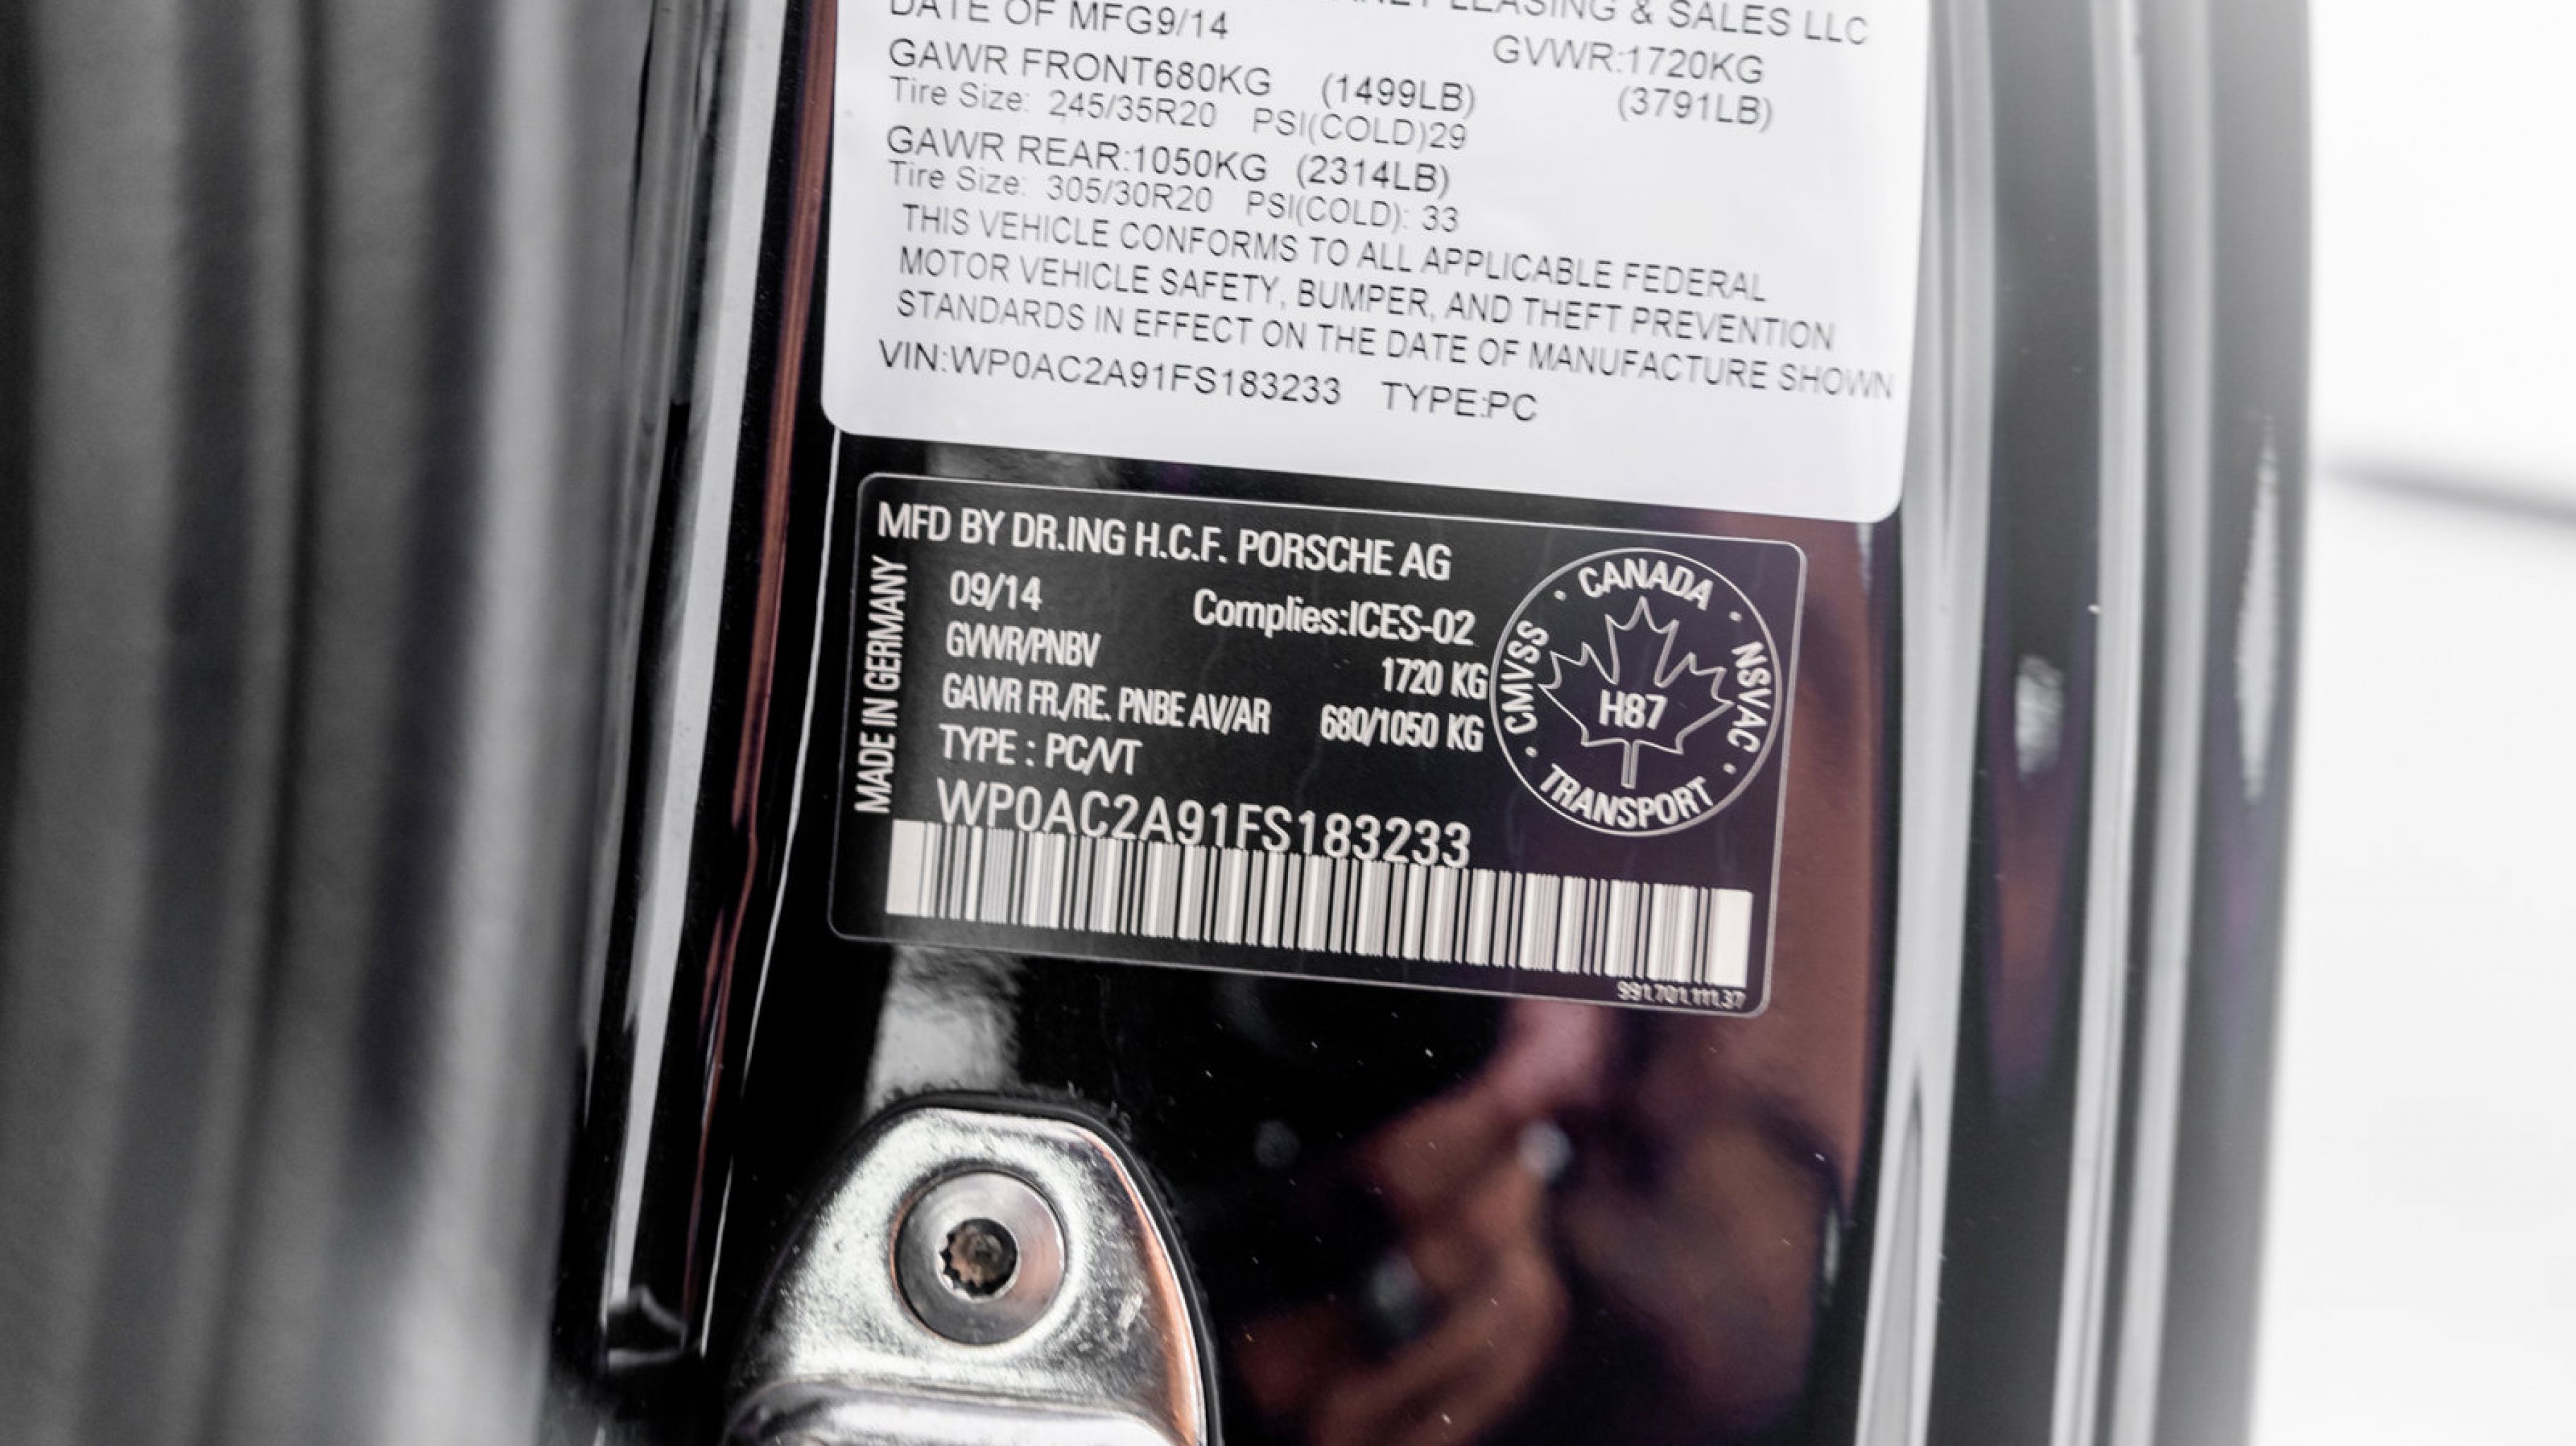 LEASING & SALES LLC
DATE OF MFG9/14
GVWR:1720KG
GAWR FRONT680KG (1499LB) (3791LB)
Tire Size: 245/35R20 PSI(COLD)29
GAWR REAR:1050KG (2314LB)
Tire Size: 305/30R20 PSI(COLD): 33
THIS VEHICLE CONFORMS TO ALL APPLICABLE FEDERAL
MOTOR VEHICLE SAFETY, BUMPER, AND THEFT PREVENTION
STANDARDS IN EFFECT ON THE DATE OF MANUFACTURE SHOWN
VIN:WP0AC2A91FS183233 TYPE:PC
MFD BY DR.ING H.C.F. PORSCHE AG
MADE IN GERMANY
09/14 Complies:ICES-02
GVWR/PNBV 1720 KG
GAWR FR./RE. PNBE AV/AR 680/1050 KG
TYPE : PC/VT
WP0AC2A91FS183233
CANADA
CMVSS
NSVAC
H87
TRANSPORT
991.701.111.37